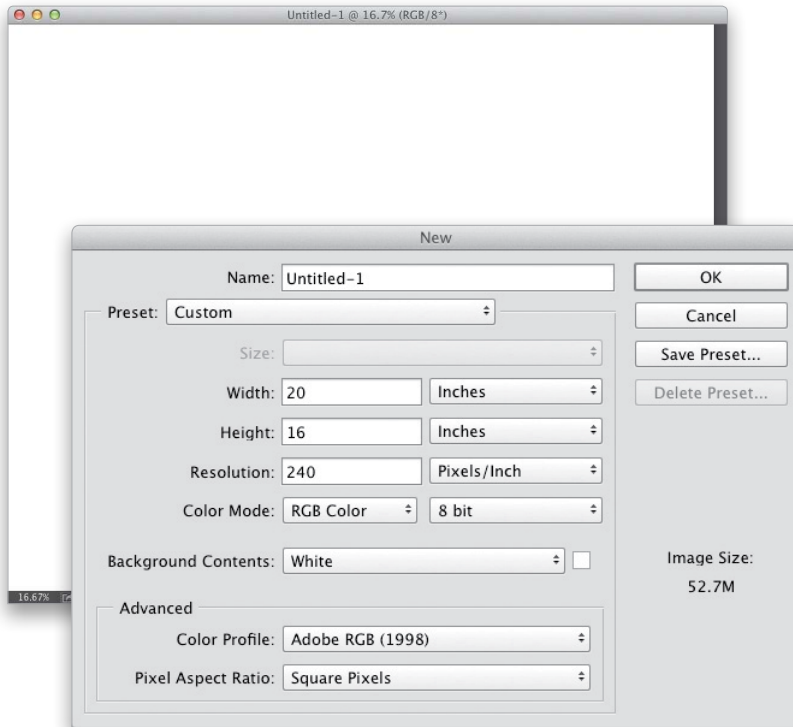 Untitled-1 @ 16.7% (RGB/8*)
New
Name: Untitled-1
OK
Preset: Custom
Cancel
Size:
Save Preset...
Width: 20 Inches
Delete Preset...
Height: 16 Inches
Resolution: 240 Pixels/Inch
Color Mode: RGB Color 8 bit
Background Contents: White
Image Size:
52.7M
16.67%
Advanced
Color Profile: Adobe RGB (1998)
Pixel Aspect Ratio: Square Pixels